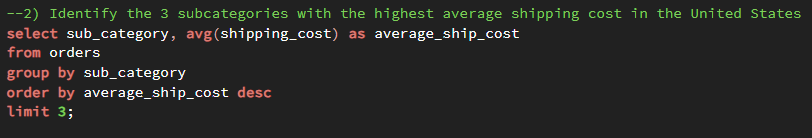 --2) Identify the 3 subcategories with the highest average shipping cost in the United States
select sub_category, avg(shipping_cost) as average_ship_cost
from orders
group by sub_category
order by average_ship_cost desc
limit 3;